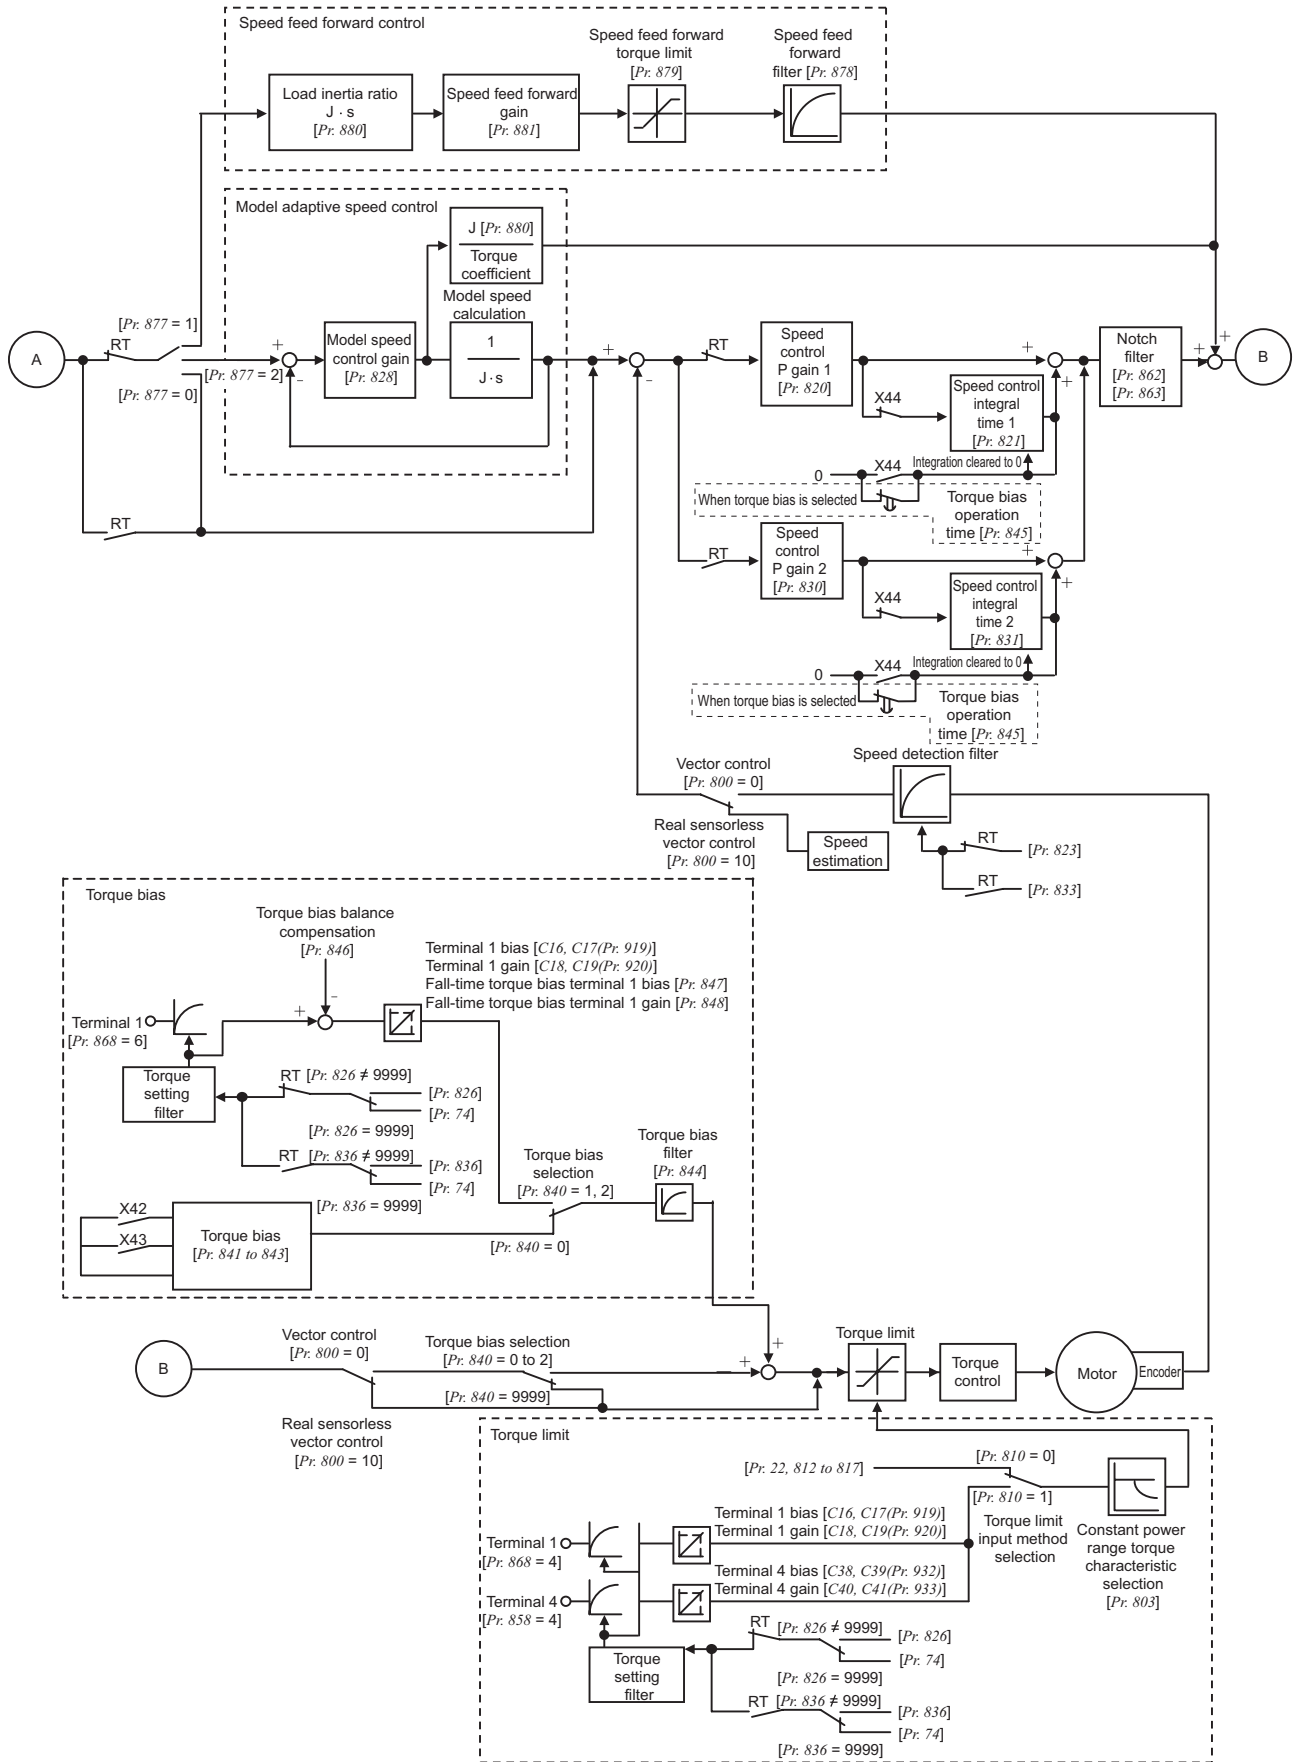 Speed feed forward control
Speed feed forward
torque limit
[Pr. 879]
Speed feed
forward
filter [Pr. 878]
Load inertia ratio
J · s
[Pr. 880]
Speed feed forward
gain
[Pr. 881]
Model adaptive speed control
J [Pr. 880]
Torque
coefficient
Model speed
calculation
[Pr. 877 = 1]
A
RT
[Pr. 877 = 2]
[Pr. 877 = 0]
+
-
Model speed
control gain
[Pr. 828]
1
J · s
+
-
RT
Speed
control
P gain 1
[Pr. 820]
+
+
Notch
filter
[Pr. 862]
[Pr. 863]
+
+
B
X44
Speed control
integral
time 1
[Pr. 821]
0
X44
Integration cleared to 0
When torque bias is selected
Torque bias
operation
time [Pr. 845]
RT
RT
Speed
control
P gain 2
[Pr. 830]
+
+
X44
Speed control
integral
time 2
[Pr. 831]
0
X44
Integration cleared to 0
When torque bias is selected
Torque bias
operation
time [Pr. 845]
Speed detection filter
Vector control
[Pr. 800 = 0]
Real sensorless
vector control
[Pr. 800 = 10]
Speed
estimation
RT
[Pr. 823]
RT
[Pr. 833]
Torque bias
Torque bias balance
compensation
[Pr. 846]
Terminal 1 bias [C16, C17(Pr. 919)]
Terminal 1 gain [C18, C19(Pr. 920)]
Fall-time torque bias terminal 1 bias [Pr. 847]
Fall-time torque bias terminal 1 gain [Pr. 848]
-
+
Terminal 1
[Pr. 868 = 6]
Torque
setting
filter
RT
[Pr. 826 ≠ 9999]
[Pr. 826]
[Pr. 74]
[Pr. 826 = 9999]
RT
[Pr. 836 ≠ 9999]
[Pr. 836]
[Pr. 74]
[Pr. 836 = 9999]
Torque bias
selection
[Pr. 840 = 1, 2]
[Pr. 840 = 0]
Torque bias
filter
[Pr. 844]
X42
X43
Torque bias
[Pr. 841 to 843]
B
Vector control
[Pr. 800 = 0]
Real sensorless
vector control
[Pr. 800 = 10]
Torque bias selection
[Pr. 840 = 0 to 2]
[Pr. 840 = 9999]
+
+
Torque limit
Torque
control
Motor
Encoder
Torque limit
[Pr. 22, 812 to 817]
[Pr. 810 = 0]
[Pr. 810 = 1]
Torque limit
input method
selection
Constant power
range torque
characteristic
selection
[Pr. 803]
Terminal 1 bias [C16, C17(Pr. 919)]
Terminal 1 gain [C18, C19(Pr. 920)]
Terminal 1
[Pr. 868 = 4]
Terminal 4 bias [C38, C39(Pr. 932)]
Terminal 4 gain [C40, C41(Pr. 933)]
Terminal 4
[Pr. 858 = 4]
Torque
setting
filter
RT
[Pr. 826 ≠ 9999]
[Pr. 826]
[Pr. 74]
[Pr. 826 = 9999]
RT
[Pr. 836 ≠ 9999]
[Pr. 836]
[Pr. 74]
[Pr. 836 = 9999]